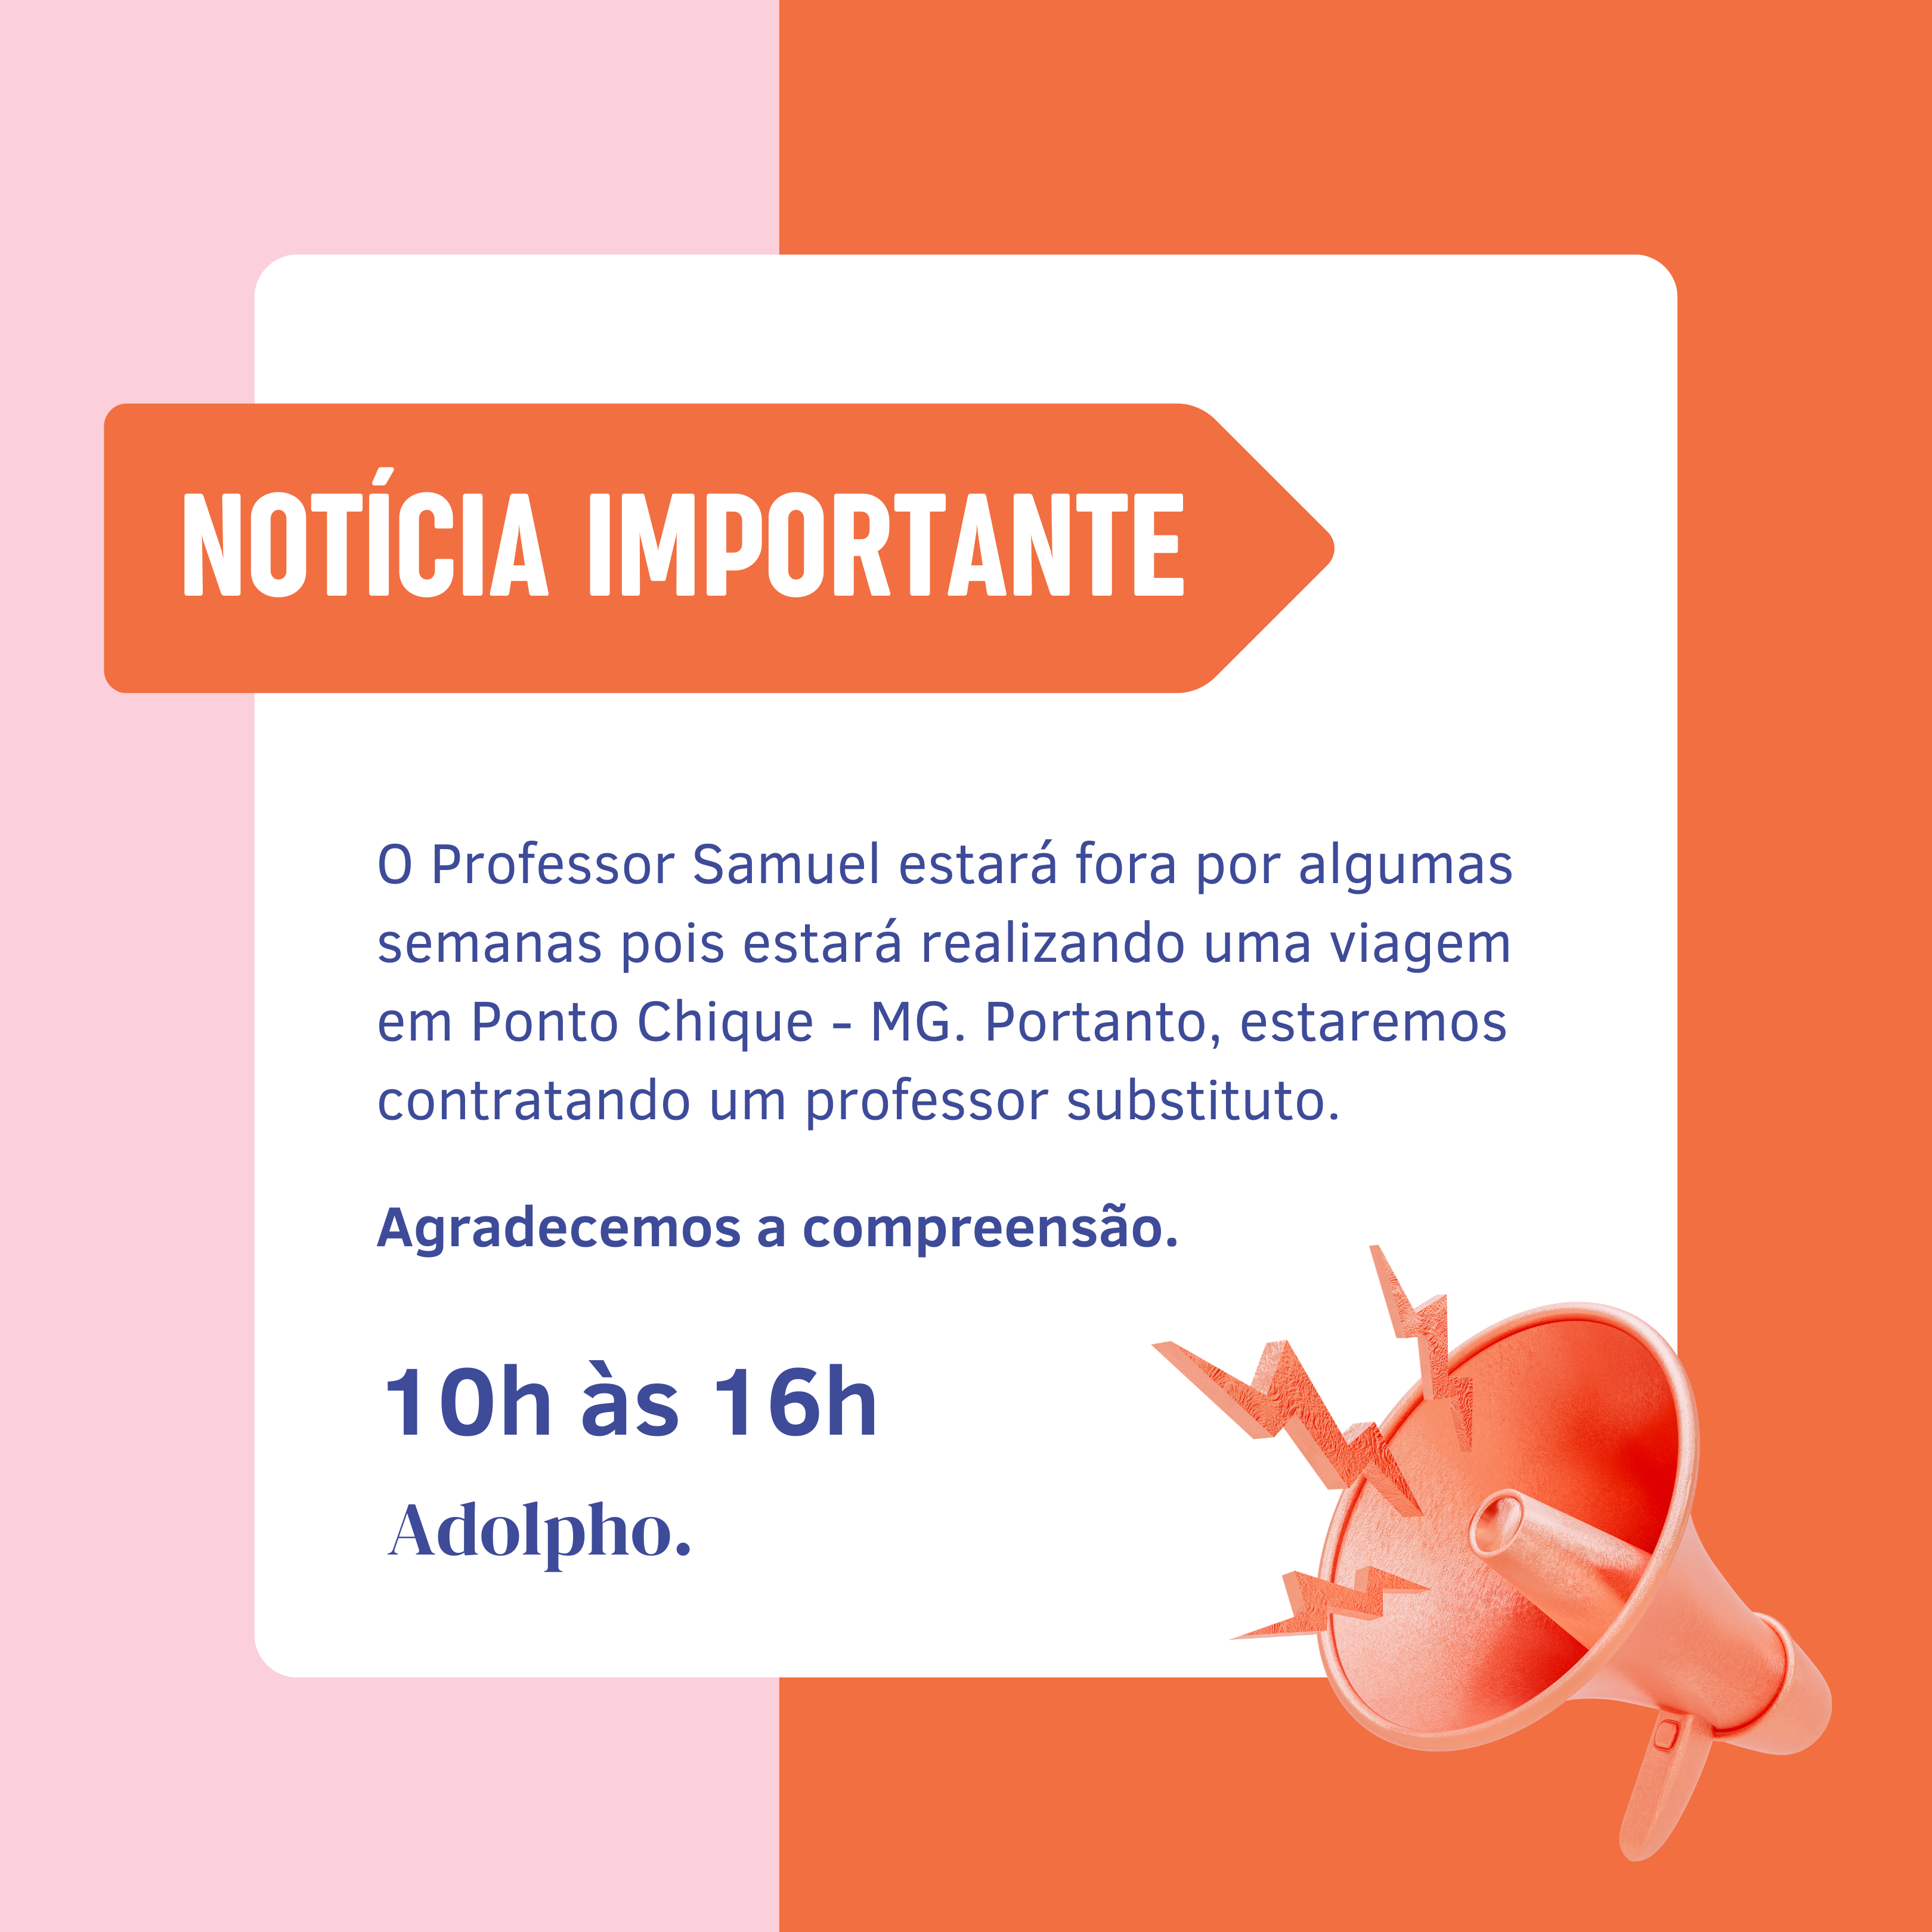 NOTÍCIA IMPORTANTE
O Professor Samuel estará fora por algumas
semanas pois estará realizando uma viagem
em Ponto Chique - MG. Portanto, estaremos
contratando um professor substituto.
Agradecemos a compreensão.
10h às 16h
Adolpho.